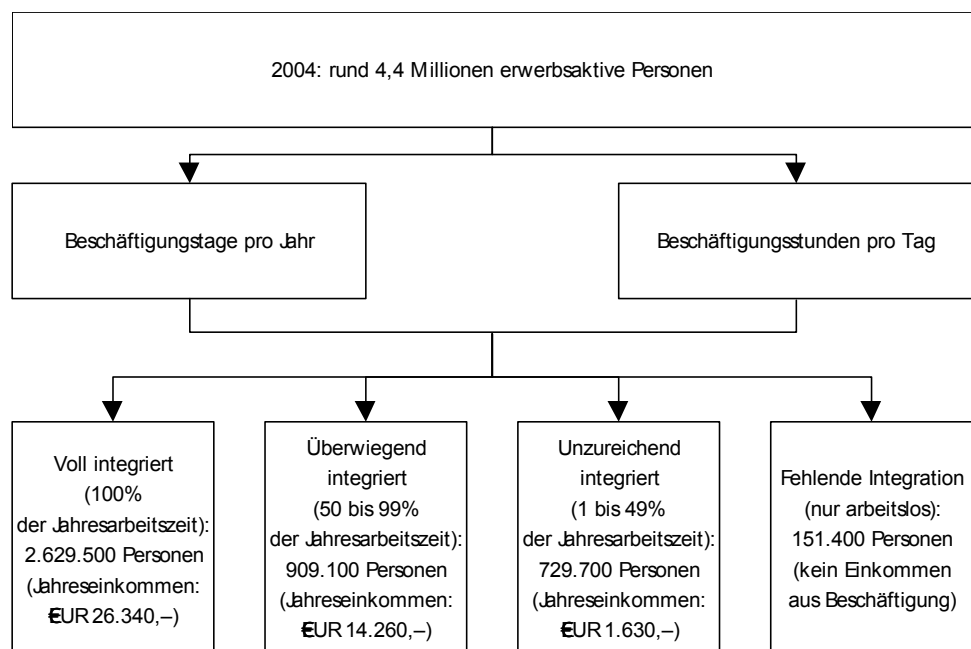 2004: rund 4,4 Millionen erwerbsaktive Personen
Beschäftigungstage pro Jahr
Beschäftigungsstunden pro Tag
Voll integriert
(100%
der Jahresarbeitszeit):
2.629.500 Personen
(Jahreseinkommen:
EUR 26.340,–)
Überwiegend
integriert
(50 bis 99%
der Jahresarbeitszeit):
909.100 Personen
(Jahreseinkommen:
EUR 14.260,–)
Unzureichend
integriert
(1 bis 49%
der Jahresarbeitszeit):
729.700 Personen
(Jahreseinkommen:
EUR 1.630,–)
Fehlende Integration
(nur arbeitslos):
151.400 Personen
(kein Einkommen
aus Beschäftigung)